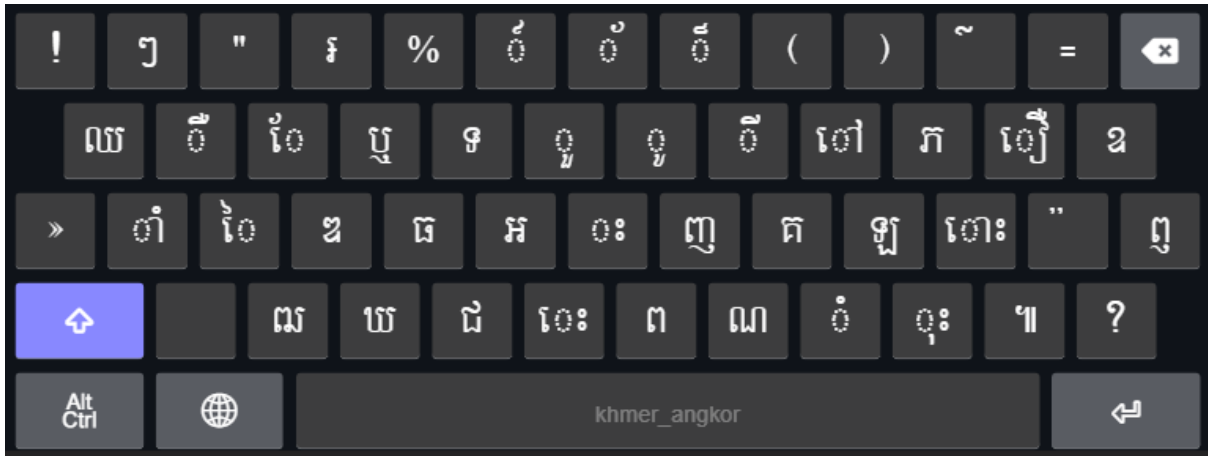 ! ៗ " ៛ % ៍ ័ ៏ ( ) ៎ =
ឈ ឺ ែ ឬ ទ ួ ូ ី ៅ ភ ឿ ឧ
» ាំ ៃ ឌ ធ អ ះ ញ គ ឡ ោះ ៉ ឭ
ឍ ឃ ជ េះ ព ណ ំ ុះ ៕ ?
Alt Ctrl khmer_angkor